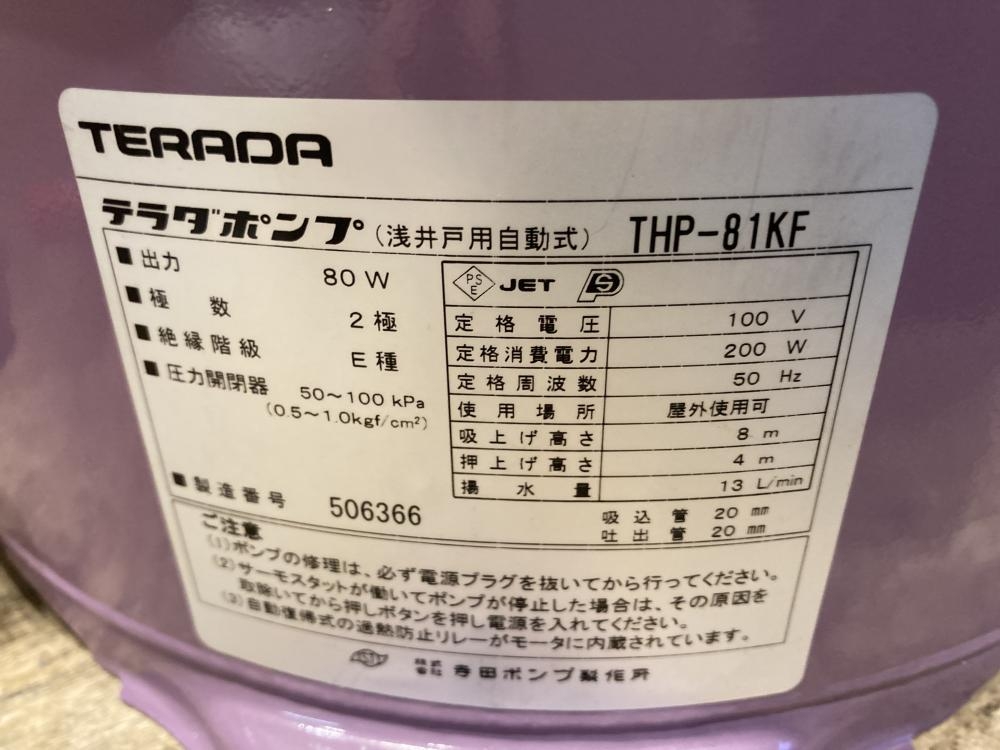 TERADA
テラダポンプ (浅井戸用自動式) THP-81KF
■ 出力 80 W
■ 極数 2 極
■ 絶縁階級 E 種
■ 圧力開閉器 50～100 kPa
(0.5～1.0kgf/cm²)
■ 製造番号 506366
PSE JET PS
定格電圧 100 V
定格消費電力 200 W
定格周波数 50 Hz
使用場所 屋外使用可
吸上げ高さ 8 m
押上げ高さ 4 m
揚水量 13 L/min
吸込管 20 mm
吐出管 20 mm
ご注意
(1)ポンプの修理は、必ず電源プラグを抜いてから行ってください。
(2)サーモスタットが働いてポンプが停止した場合は、その原因を
取除いてから押しボタンを押し電源を入れてください。
(3)自動復帰式の過熱防止リレーがモータに内蔵されています。
株式会社 寺田ポンプ製作所